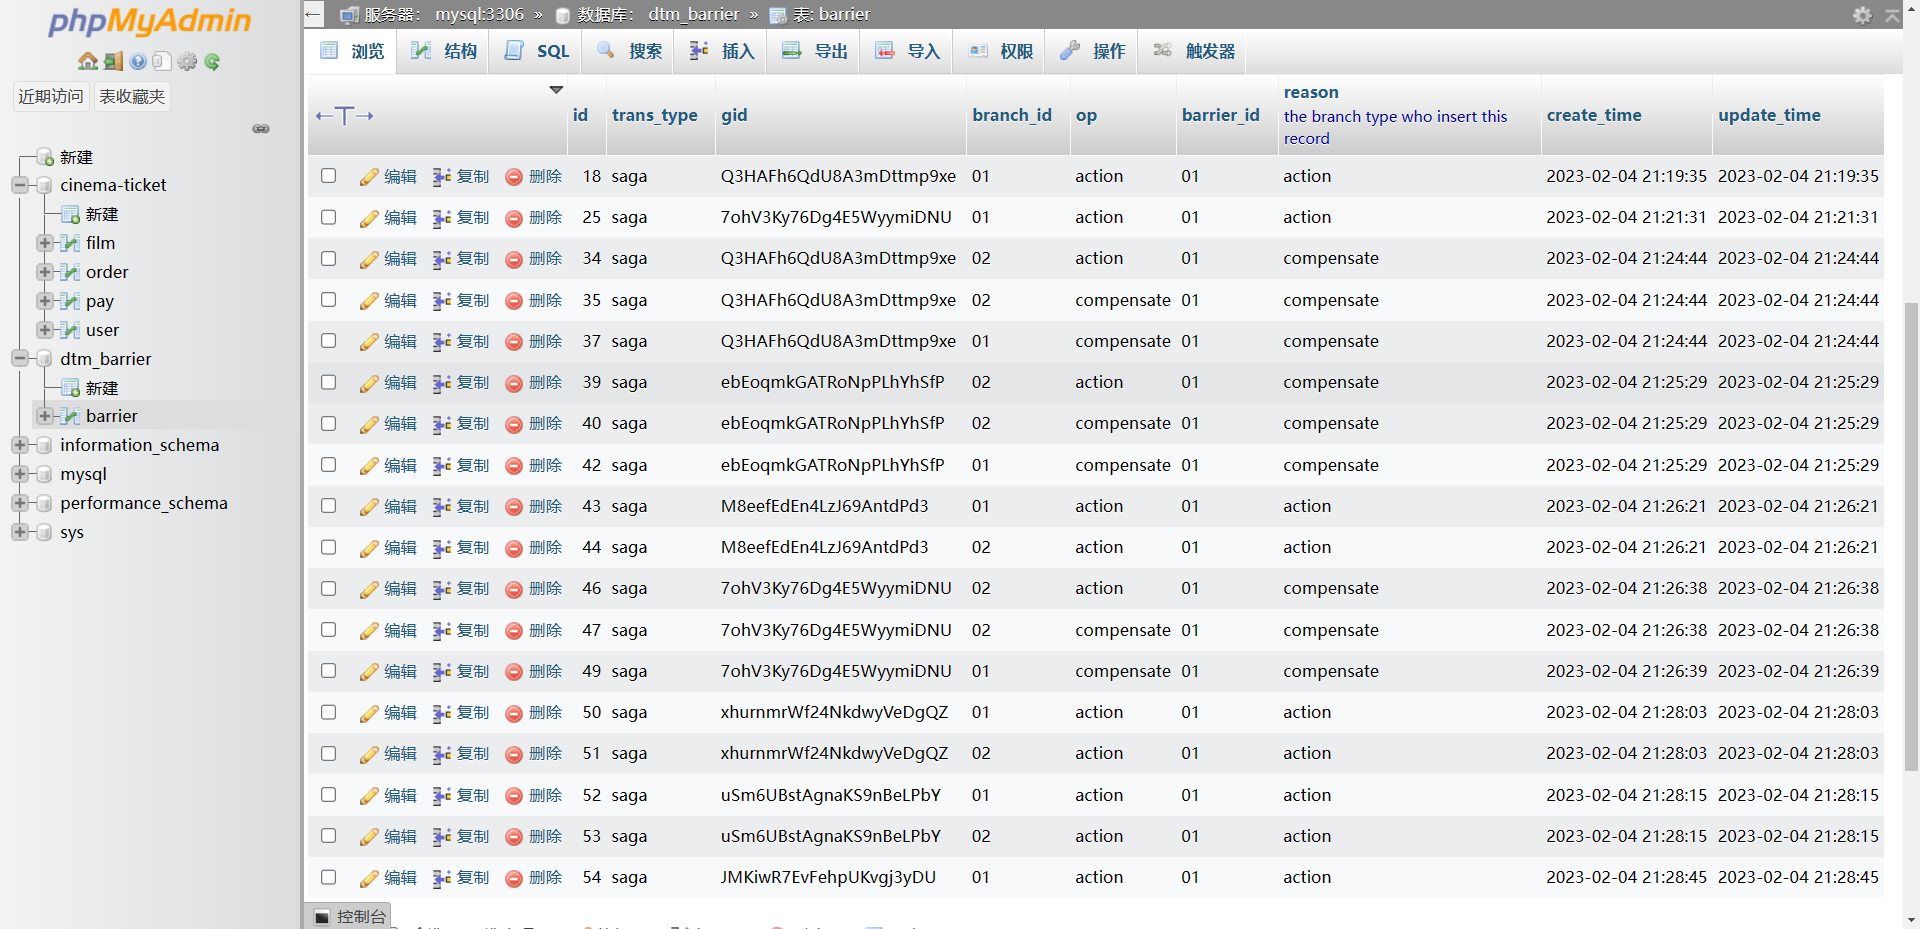 phpMyAdmin
近期访问 表收藏夹
新建
cinema-ticket
新建
film
order
pay
user
dtm_barrier
新建
barrier
information_schema
mysql
performance_schema
sys
服务器: mysql:3306 » 数据库: dtm_barrier » 表: barrier
浏览 结构 SQL 搜索 插入 导出 导入 权限 操作 触发器
←T→ id trans_type gid branch_id op barrier_id reason the branch type who insert this record create_time update_time
编辑 复制 删除 18 saga Q3HAFh6QdU8A3mDttmp9xe 01 action 01 action 2023-02-04 21:19:35 2023-02-04 21:19:35
编辑 复制 删除 25 saga 7ohV3Ky76Dg4E5WyymiDNU 01 action 01 action 2023-02-04 21:21:31 2023-02-04 21:21:31
编辑 复制 删除 34 saga Q3HAFh6QdU8A3mDttmp9xe 02 action 01 compensate 2023-02-04 21:24:44 2023-02-04 21:24:44
编辑 复制 删除 35 saga Q3HAFh6QdU8A3mDttmp9xe 02 compensate 01 compensate 2023-02-04 21:24:44 2023-02-04 21:24:44
编辑 复制 删除 37 saga Q3HAFh6QdU8A3mDttmp9xe 01 compensate 01 compensate 2023-02-04 21:24:44 2023-02-04 21:24:44
编辑 复制 删除 39 saga ebEoqmkGATRoNpPLhYhSfP 02 action 01 compensate 2023-02-04 21:25:29 2023-02-04 21:25:29
编辑 复制 删除 40 saga ebEoqmkGATRoNpPLhYhSfP 02 compensate 01 compensate 2023-02-04 21:25:29 2023-02-04 21:25:29
编辑 复制 删除 42 saga ebEoqmkGATRoNpPLhYhSfP 01 compensate 01 compensate 2023-02-04 21:25:29 2023-02-04 21:25:29
编辑 复制 删除 43 saga M8eefEdEn4LzJ69AntdPd3 01 action 01 action 2023-02-04 21:26:21 2023-02-04 21:26:21
编辑 复制 删除 44 saga M8eefEdEn4LzJ69AntdPd3 02 action 01 action 2023-02-04 21:26:21 2023-02-04 21:26:21
编辑 复制 删除 46 saga 7ohV3Ky76Dg4E5WyymiDNU 02 action 01 compensate 2023-02-04 21:26:38 2023-02-04 21:26:38
编辑 复制 删除 47 saga 7ohV3Ky76Dg4E5WyymiDNU 02 compensate 01 compensate 2023-02-04 21:26:38 2023-02-04 21:26:38
编辑 复制 删除 49 saga 7ohV3Ky76Dg4E5WyymiDNU 01 compensate 01 compensate 2023-02-04 21:26:39 2023-02-04 21:26:39
编辑 复制 删除 50 saga xhurnmrWf24NkdwyVeDgQZ 01 action 01 action 2023-02-04 21:28:03 2023-02-04 21:28:03
编辑 复制 删除 51 saga xhurnmrWf24NkdwyVeDgQZ 02 action 01 action 2023-02-04 21:28:03 2023-02-04 21:28:03
编辑 复制 删除 52 saga uSm6UBstAgnaKS9nBeLPbY 01 action 01 action 2023-02-04 21:28:15 2023-02-04 21:28:15
编辑 复制 删除 53 saga uSm6UBstAgnaKS9nBeLPbY 02 action 01 action 2023-02-04 21:28:15 2023-02-04 21:28:15
编辑 复制 删除 54 saga JMKiwR7EvFehpUKvgj3yDU 01 action 01 action 2023-02-04 21:28:45 2023-02-04 21:28:45
控制台